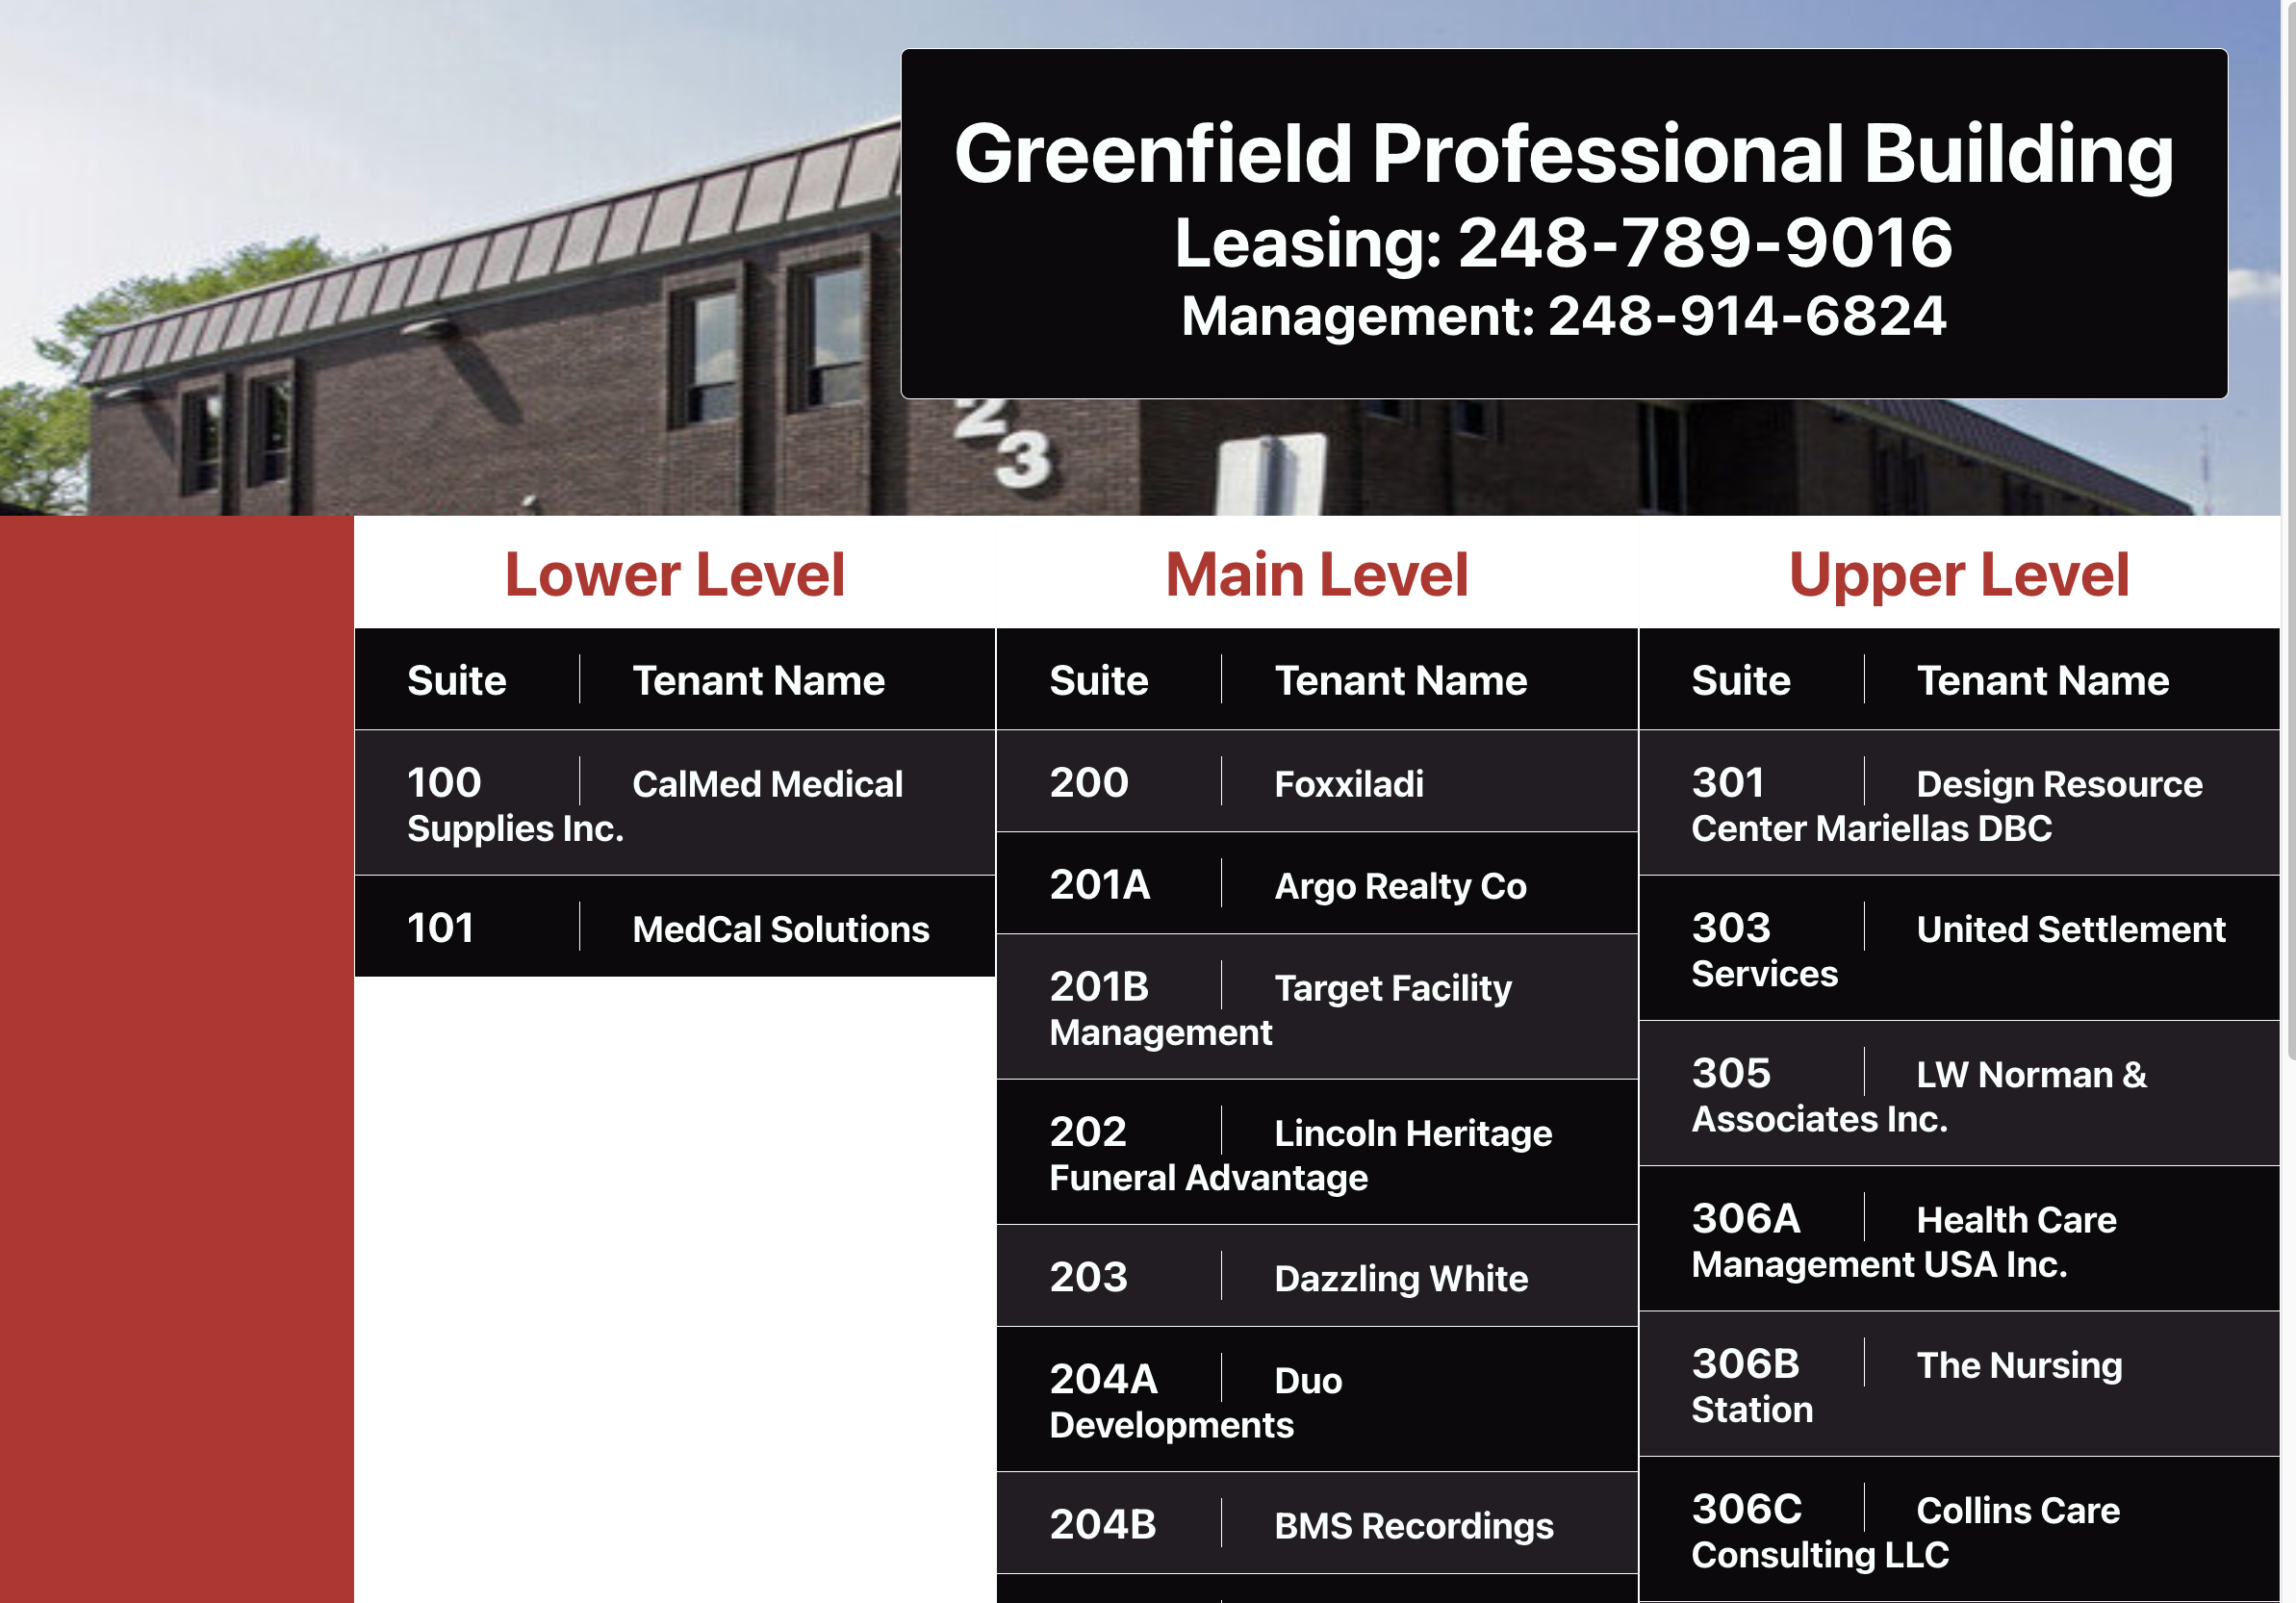 Greenfield Professional Building
Leasing: 248-789-9016
Management: 248-914-6824
2
3
Lower Level
Suite Tenant Name
100 CalMed Medical
Supplies Inc.
101 MedCal Solutions
Main Level
Suite Tenant Name
200 Foxxiladi
201A Argo Realty Co
201B Target Facility
Management
202 Lincoln Heritage
Funeral Advantage
203 Dazzling White
204A Duo
Developments
204B BMS Recordings
Upper Level
Suite Tenant Name
301 Design Resource
Center Mariellas DBC
303 United Settlement
Services
305 LW Norman &
Associates Inc.
306A Health Care
Management USA Inc.
306B The Nursing
Station
306C Collins Care
Consulting LLC